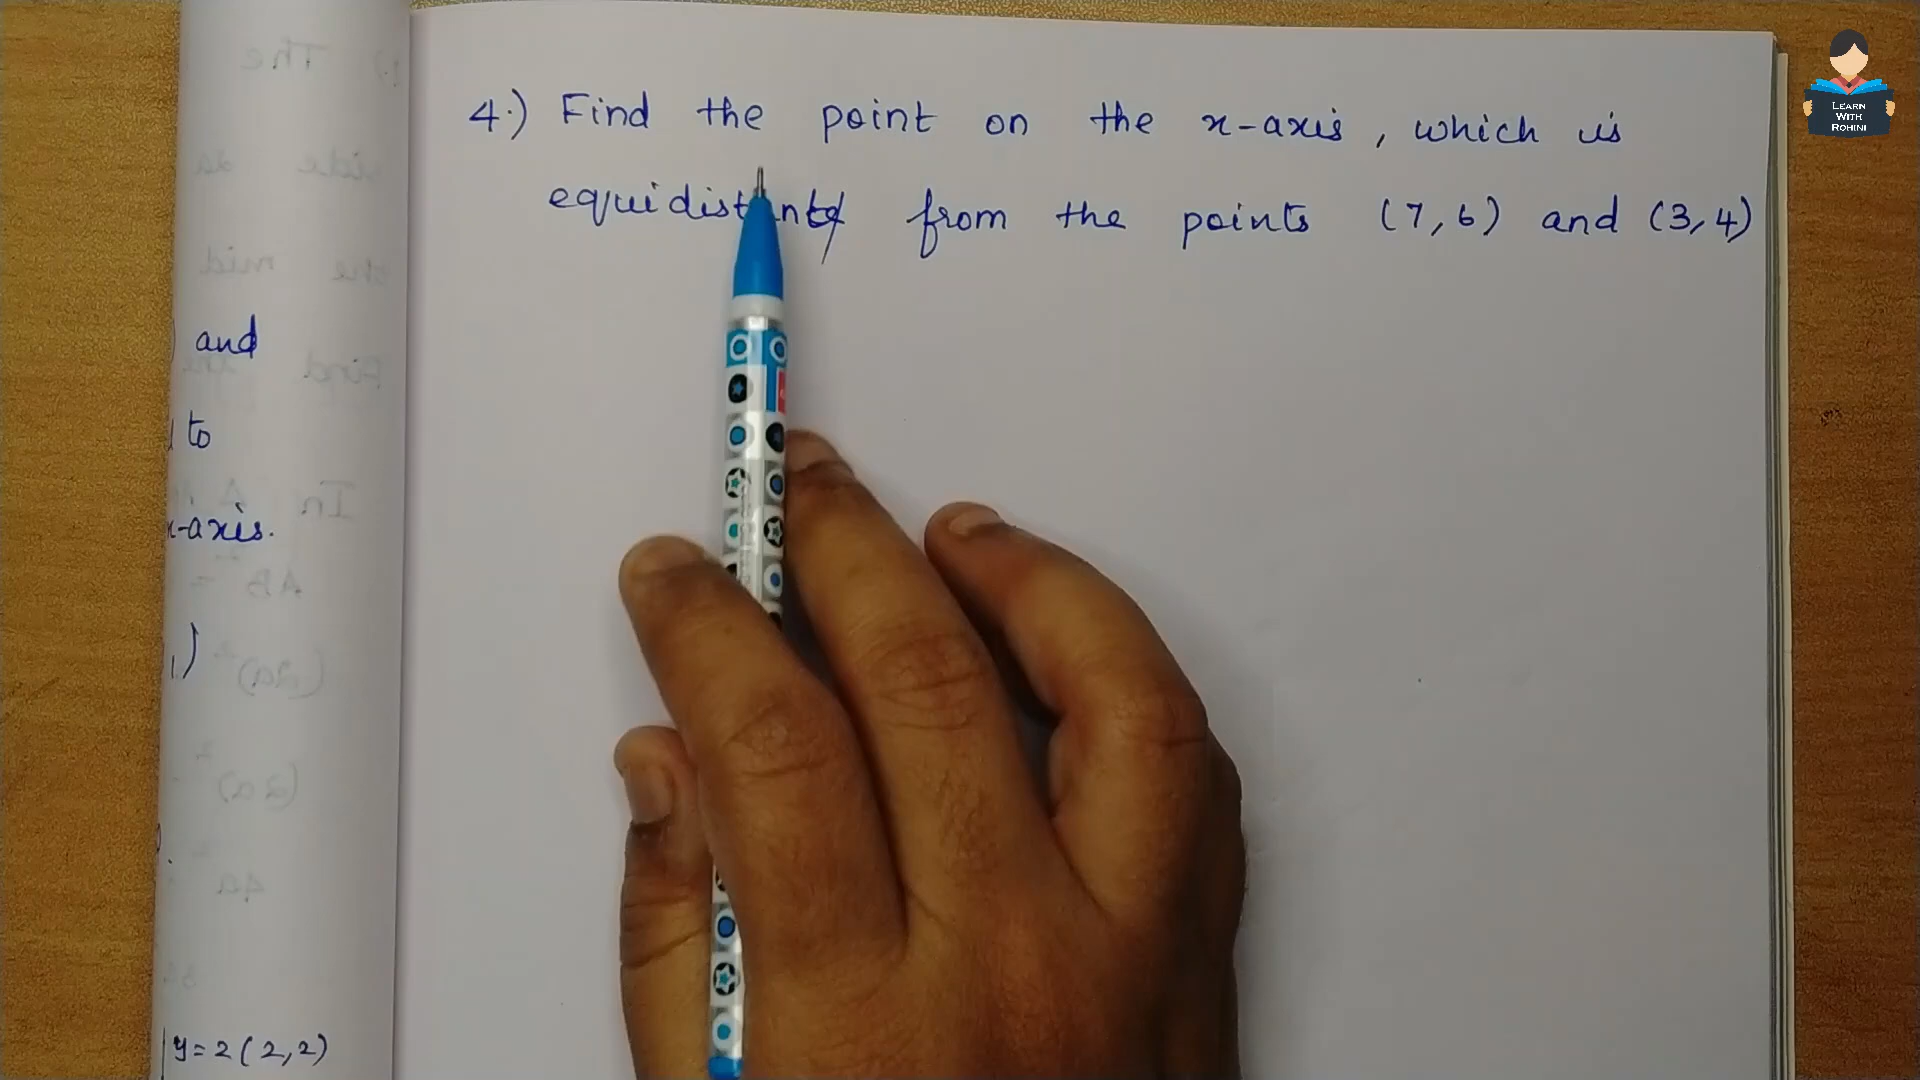 4.) Find the point on the x-axis, which is
equidistant from the points (7,6) and (3,4)
and
to
x-axis.
y=2(2,2)
LEARN
WITH
ROHINI